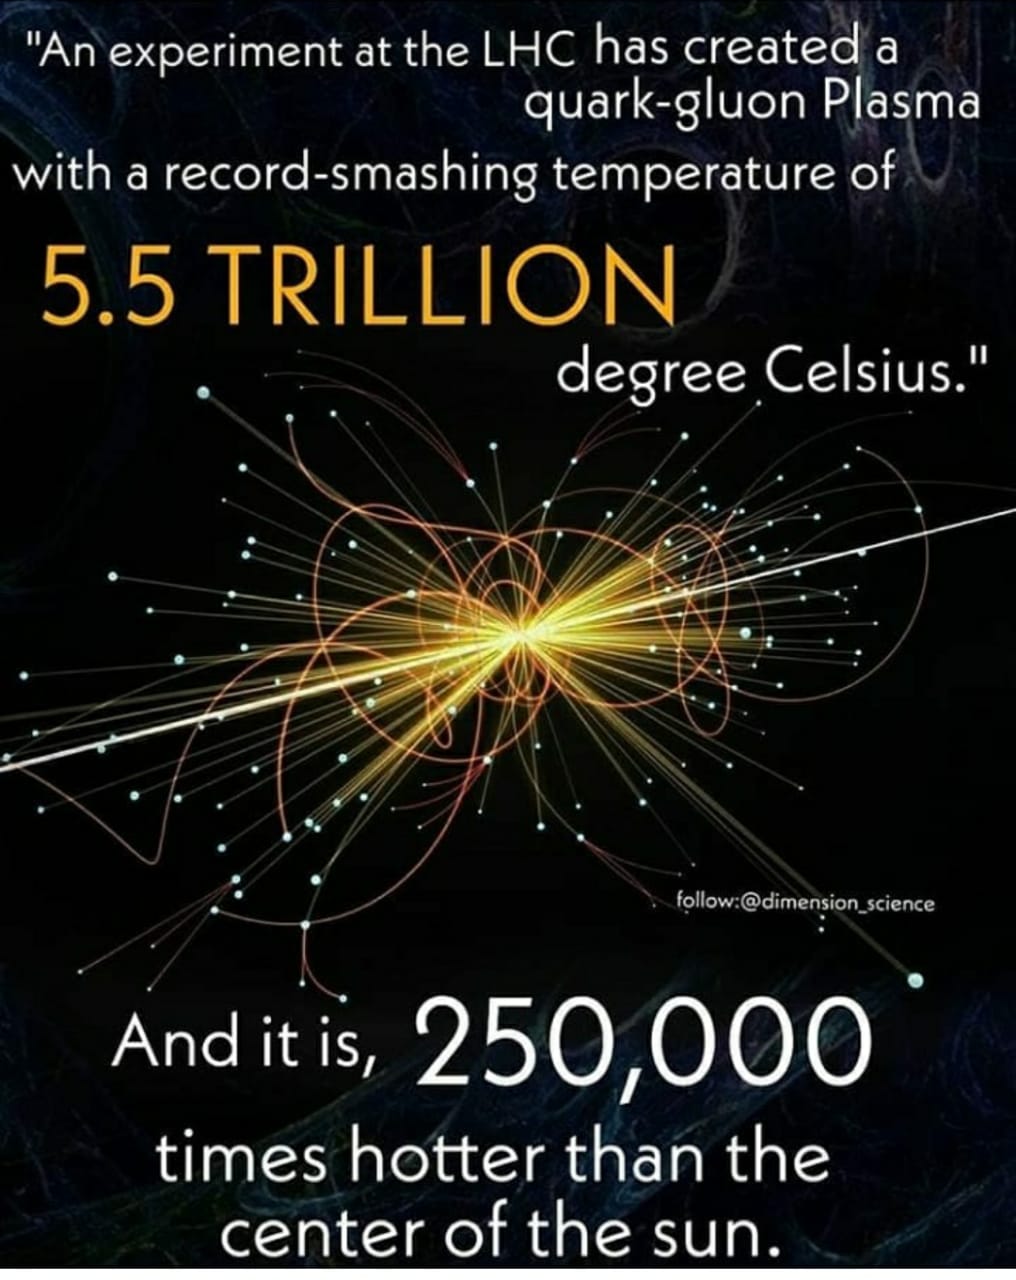 "An experiment at the LHC has created a
quark-gluon Plasma
with a record-smashing temperature of
5.5 TRILLION
degree Celsius."
follow:@dimension_science
And it is, 250,000
times hotter than the
center of the sun.